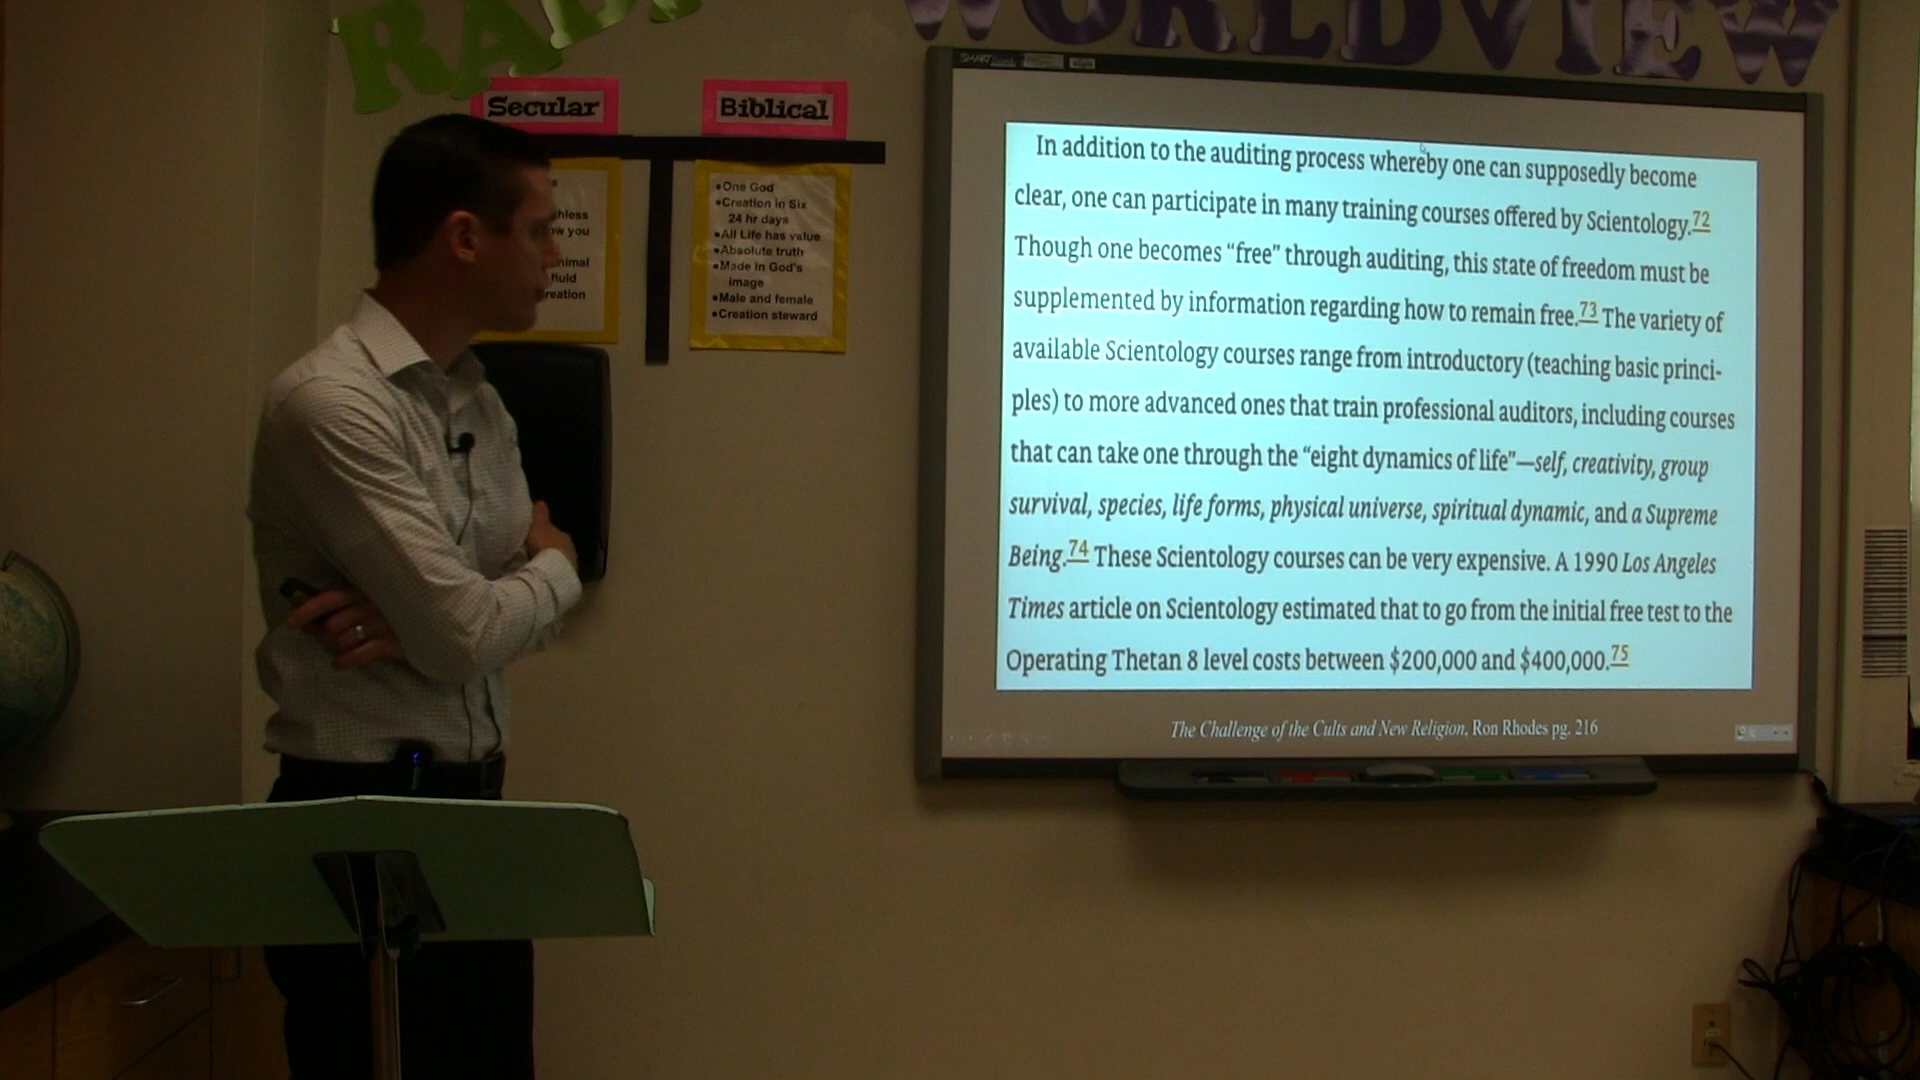 WORLDVIEW
Secular
Biblical
hless
ow you
nimal
fluid
reation
•One God
•Creation in Six
24 hr days
•All Life has value
•Absolute truth
•Made in God's
image
•Male and female
•Creation steward
SMART
In addition to the auditing process whereby one can supposedly become
clear, one can participate in many training courses offered by Scientology.72
Though one becomes “free” through auditing, this state of freedom must be
supplemented by information regarding how to remain free.73 The variety of
available Scientology courses range from introductory (teaching basic princi-
ples) to more advanced ones that train professional auditors, including courses
that can take one through the “eight dynamics of life”—self, creativity, group
survival, species, life forms, physical universe, spiritual dynamic, and a Supreme
Being.74 These Scientology courses can be very expensive. A 1990 Los Angeles
Times article on Scientology estimated that to go from the initial free test to the
Operating Thetan 8 level costs between $200,000 and $400,000.75
The Challenge of the Cults and New Religion, Ron Rhodes pg. 216